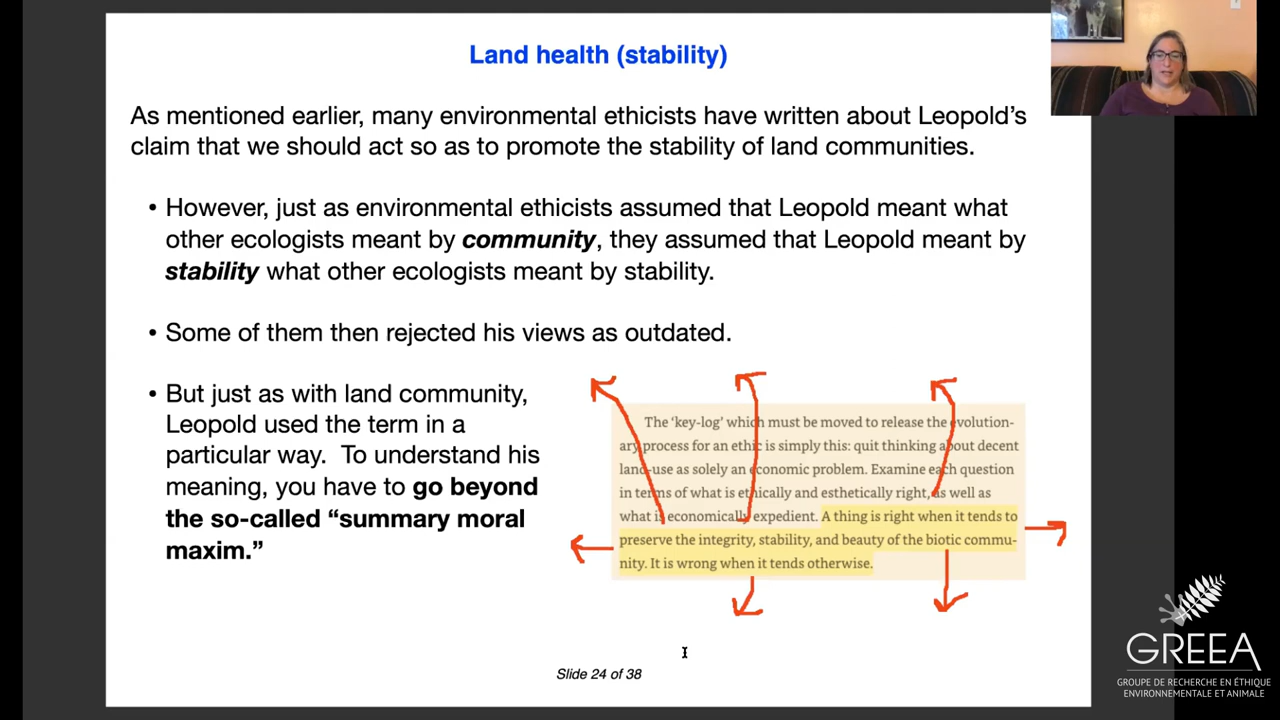 Land health (stability)
As mentioned earlier, many environmental ethicists have written about Leopold's
claim that we should act so as to promote the stability of land communities.
• However, just as environmental ethicists assumed that Leopold meant what
other ecologists meant by community, they assumed that Leopold meant by
stability what other ecologists meant by stability.
• Some of them then rejected his views as outdated.
• But just as with land community,
Leopold used the term in a
particular way. To understand his
meaning, you have to go beyond
the so-called “summary moral
maxim.”
The ‘key-log’ which must be moved to release the evolution-
ary process for an ethic is simply this: quit thinking about decent
land-use as solely an economic problem. Examine each question
in terms of what is ethically and esthetically right, as well as
what is economically expedient. A thing is right when it tends to
preserve the integrity, stability, and beauty of the biotic commu-
nity. It is wrong when it tends otherwise.
Slide 24 of 38
GREEA
GROUPE DE RECHERCHE EN ÉTHIQUE
ENVIRONNEMENTALE ET ANIMALE